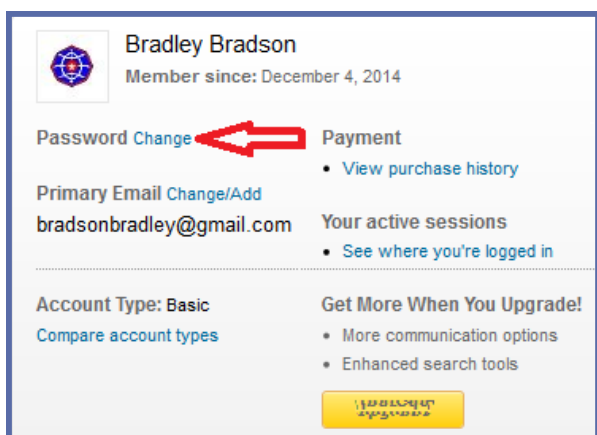 Bradley Bradson
Member since: December 4, 2014
Password Change
Primary Email Change/Add
bradsonbradley@gmail.com
Payment
• View purchase history
Your active sessions
• See where you're logged in
Account Type: Basic
Compare account types
Get More When You Upgrade!
• More communication options
• Enhanced search tools